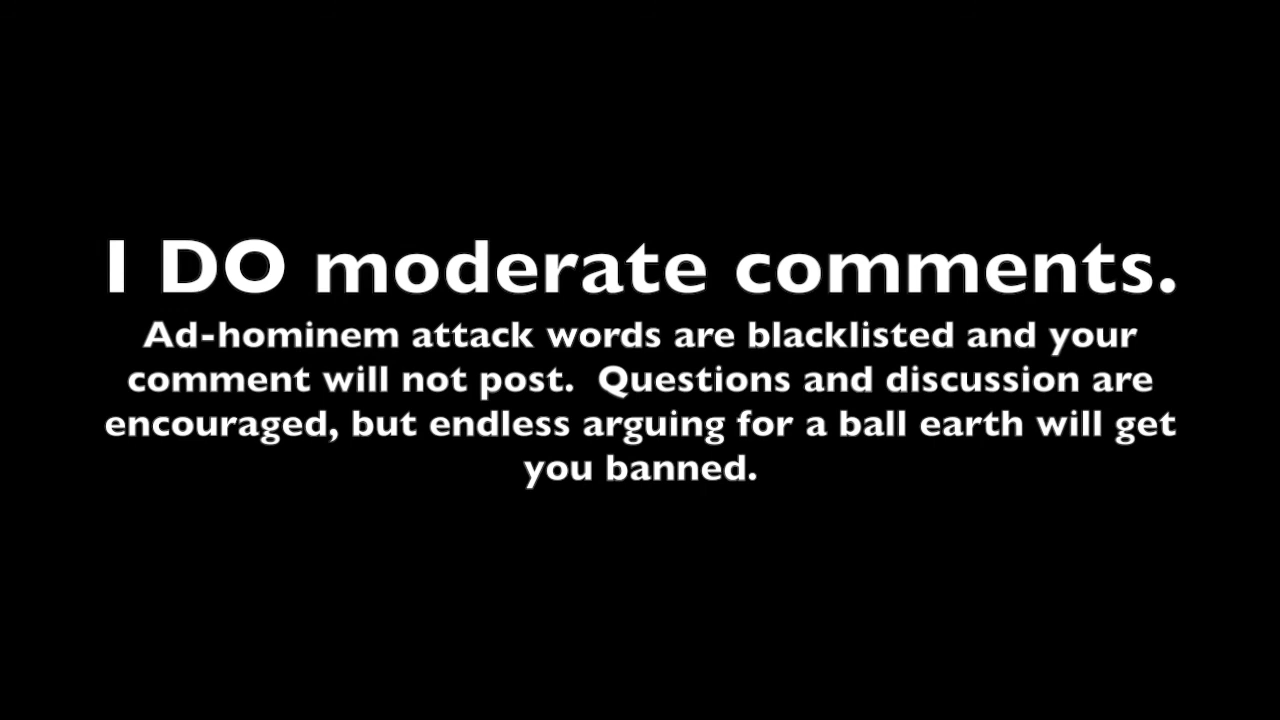 I DO moderate comments.
Ad-hominem attack words are blacklisted and your
comment will not post.  Questions and discussion are
encouraged, but endless arguing for a ball earth will get
you banned.